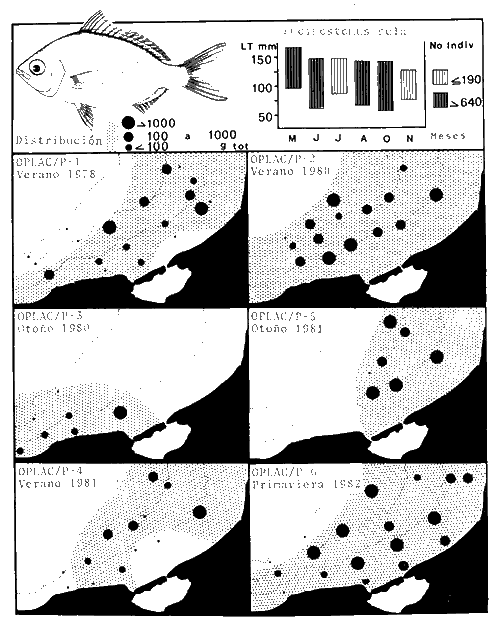 LT mm
150
100
50
M J J A O N
Meses
No Indiv
≤190
>640
Distribución
>1000
100 a 1000
≤100 g tot
OPLAC/P-1
Verano 1978
OPLAC/P-2
Verano 1980
OPLAC/P-3
Otoño 1980
OPLAC/P-5
Otoño 1981
OPLAC/P-4
Verano 1981
OPLAC/P-6
Primaviera 1982